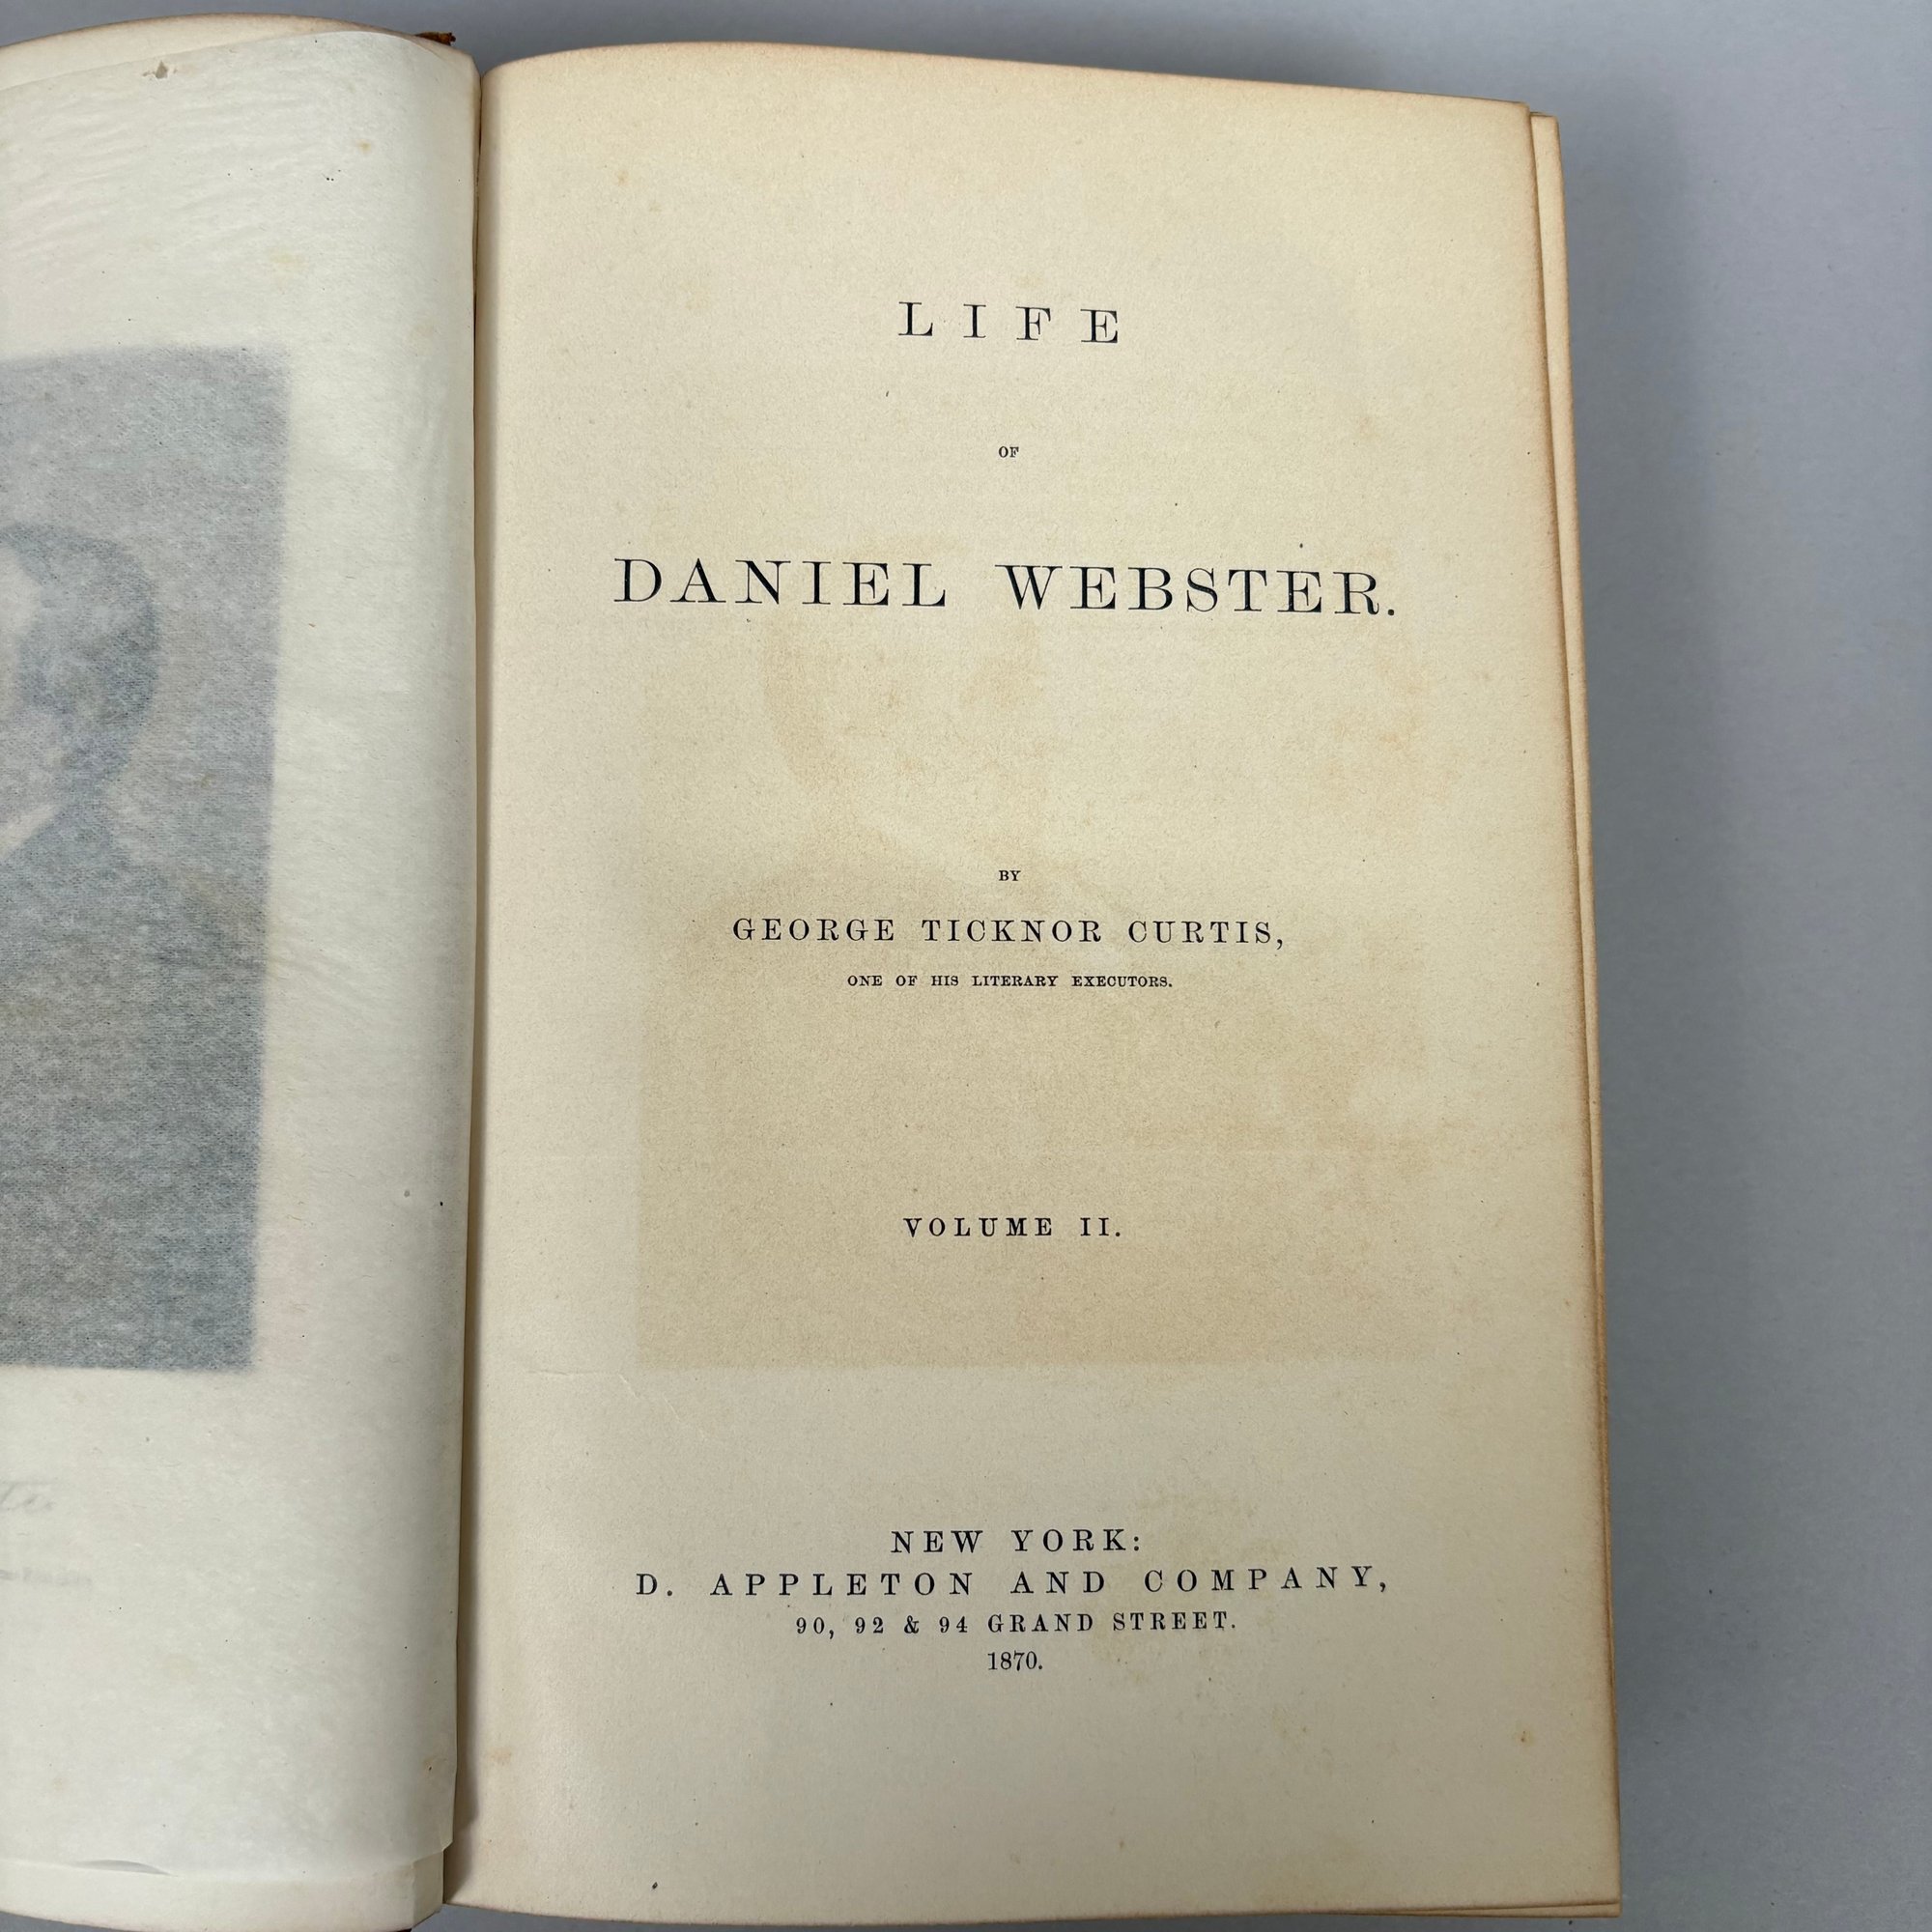 LIFE
OF
DANIEL WEBSTER.
BY
GEORGE TICKNOR CURTIS,
ONE OF HIS LITERARY EXECUTORS.
VOLUME II.
NEW YORK:
D. APPLETON AND COMPANY,
90, 92 & 94 GRAND STREET.
1870.